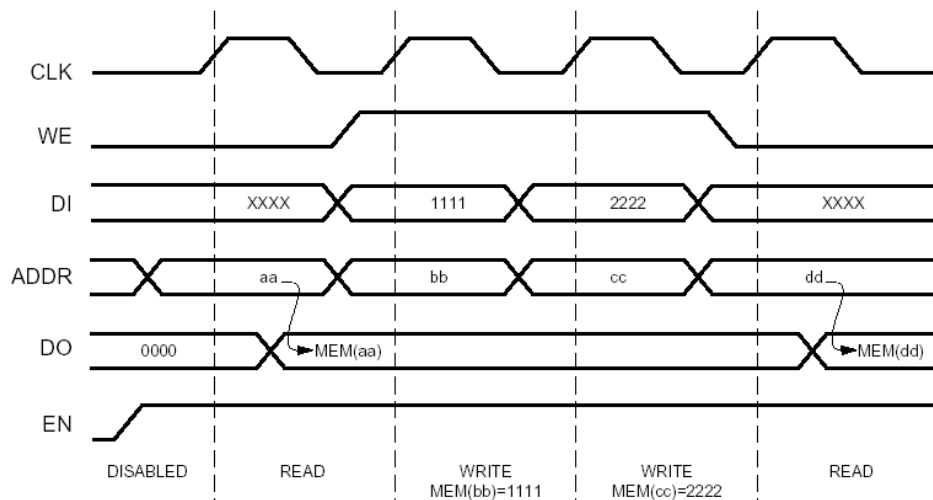 CLK
WE
DI
XXXX 1111 2222 XXXX
ADDR
aa bb cc dd
DO
0000 MEM(aa) MEM(dd)
EN
DISABLED READ WRITE WRITE READ
MEM(bb)=1111 MEM(cc)=2222